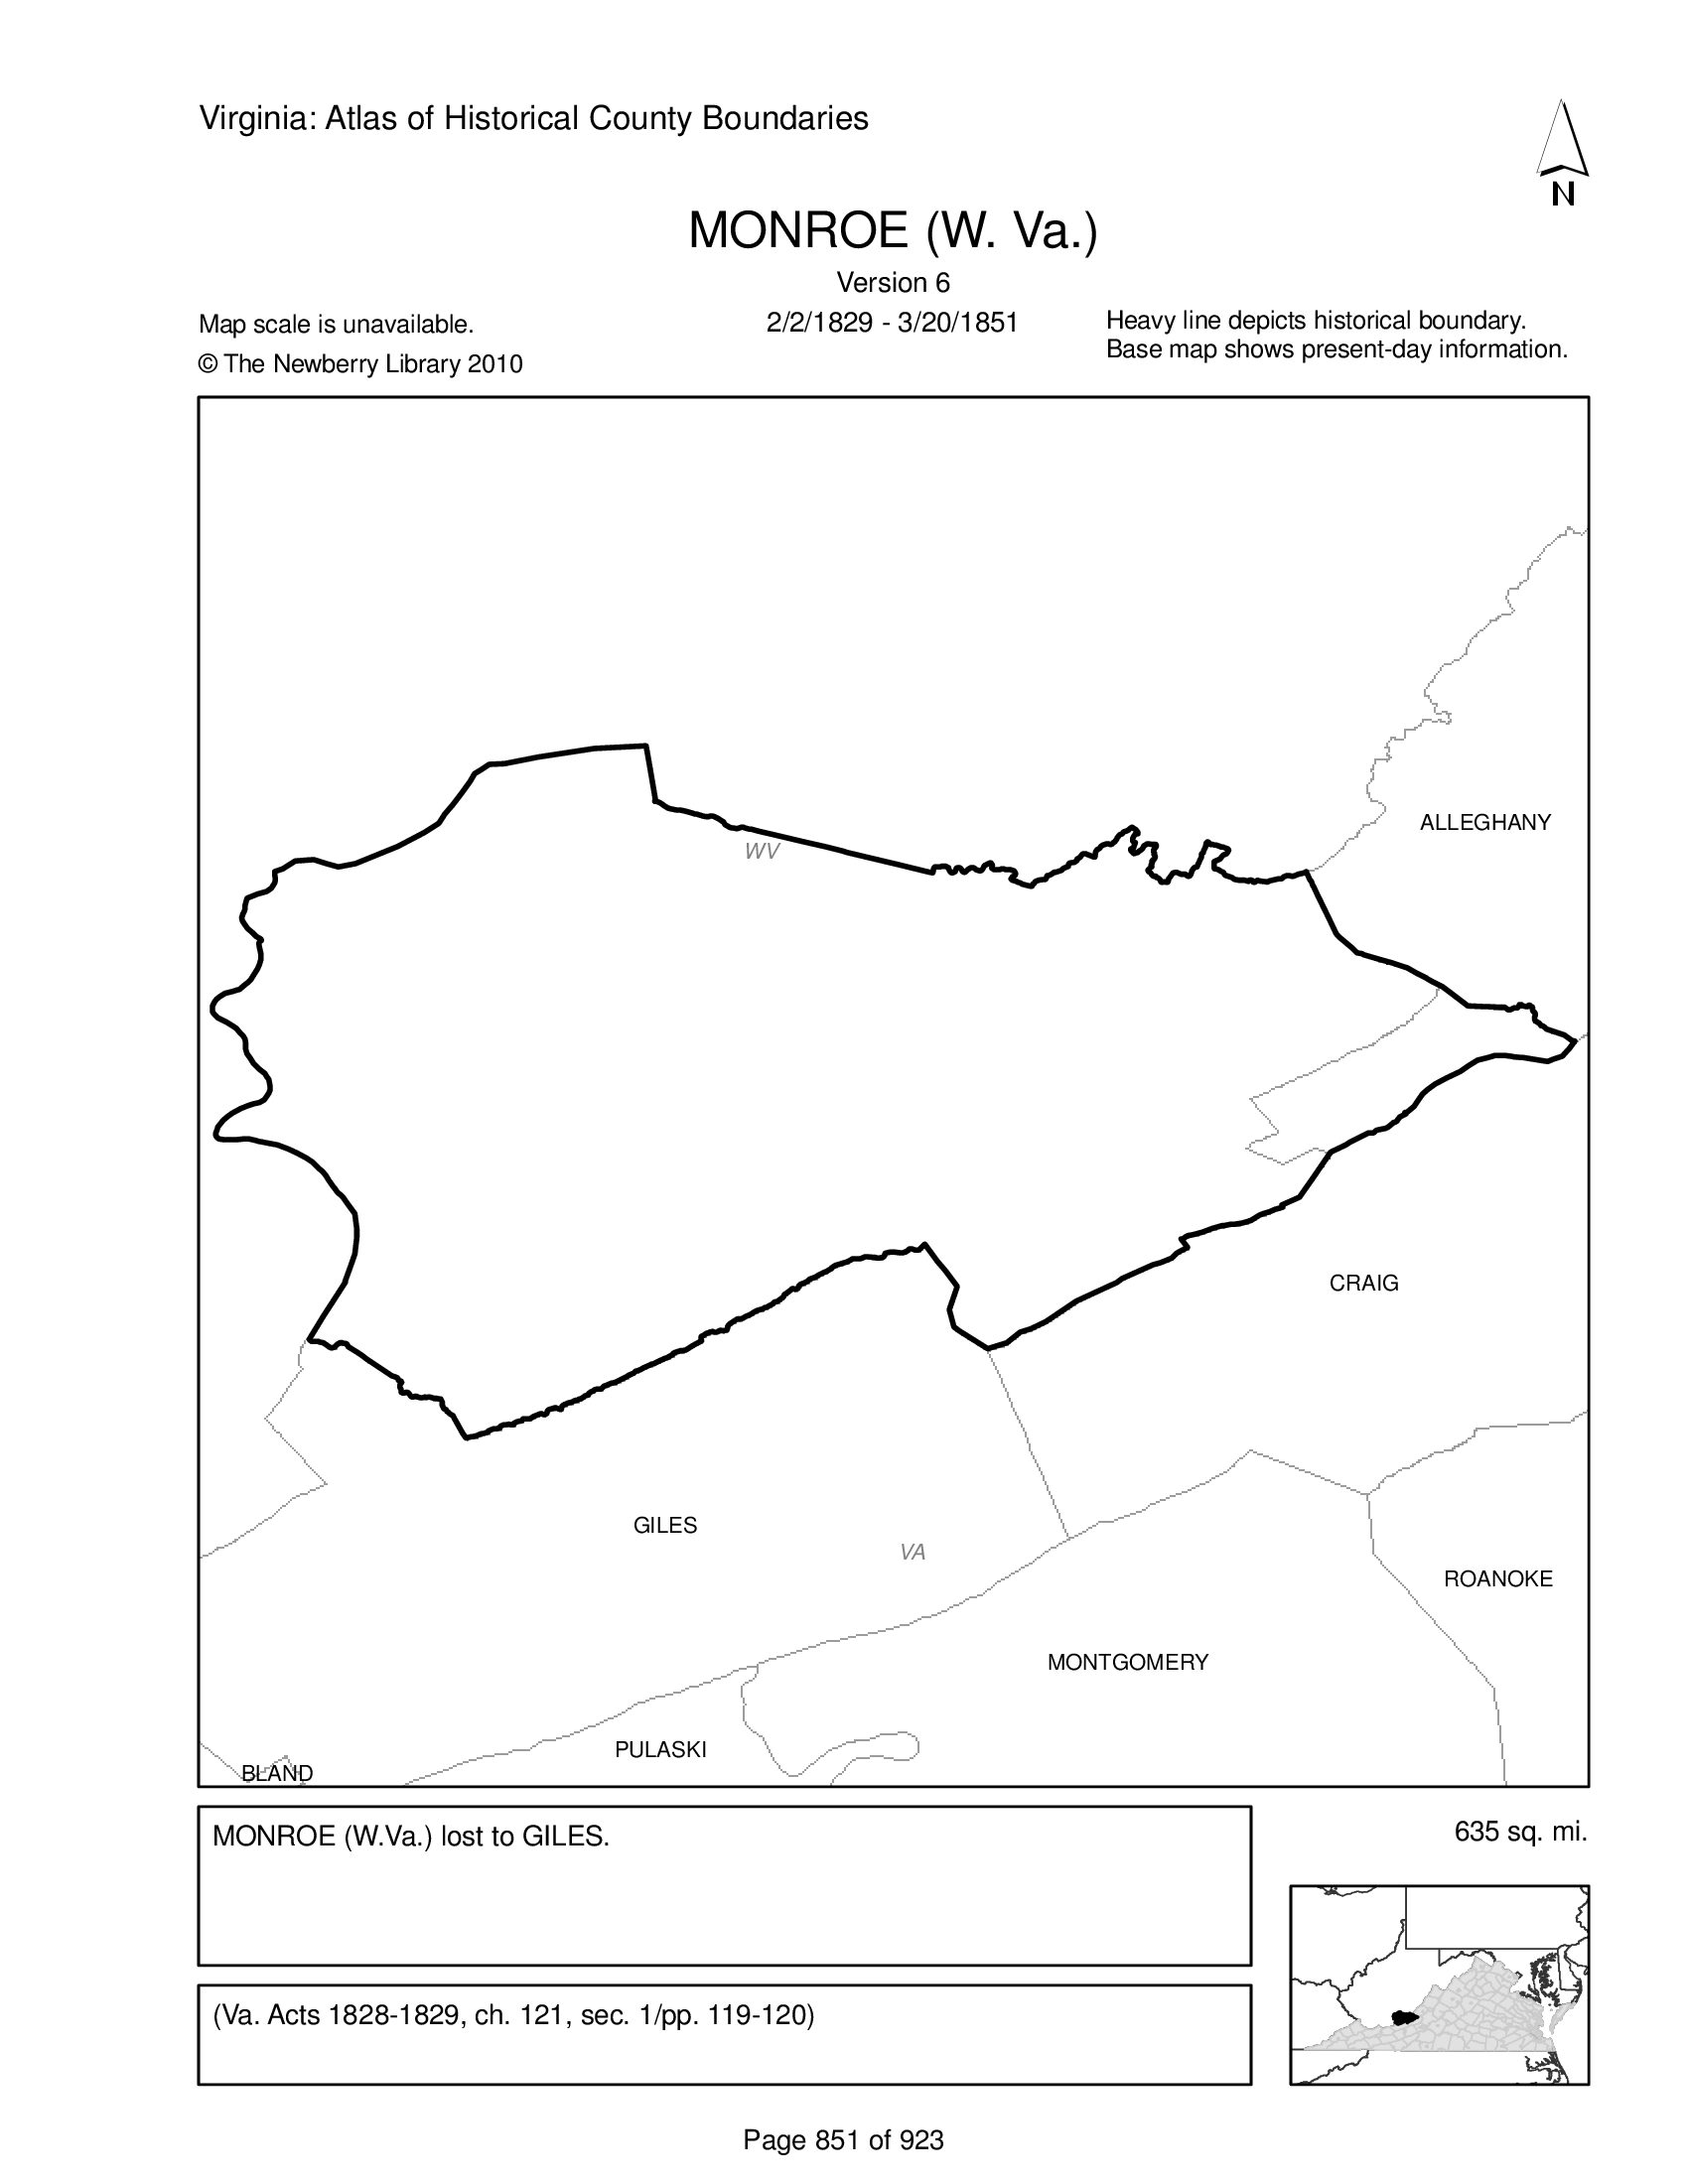 Virginia: Atlas of Historical County Boundaries
N
MONROE (W. Va.)
Version 6
Map scale is unavailable.
2/2/1829 - 3/20/1851
Heavy line depicts historical boundary.
© The Newberry Library 2010
Base map shows present-day information.
ALLEGHANY
WV
CRAIG
GILES
VA
ROANOKE
MONTGOMERY
PULASKI
BLAND
MONROE (W.Va.) lost to GILES.
635 sq. mi.
(Va. Acts 1828-1829, ch. 121, sec. 1/pp. 119-120)
Page 851 of 923